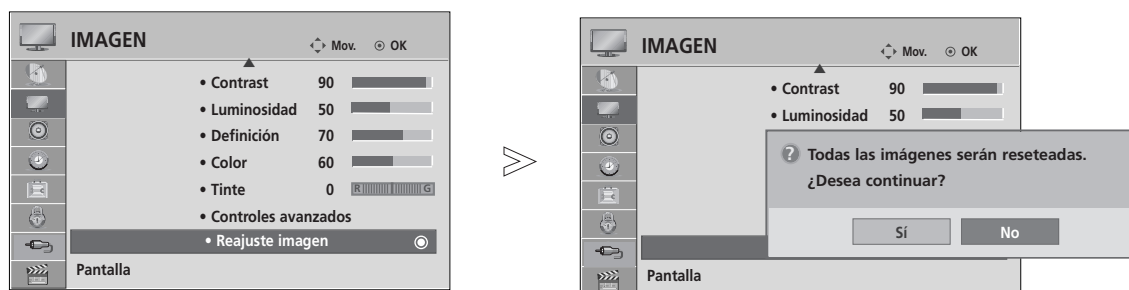 IMAGEN Mov. OK
• Contrast 90
• Luminosidad 50
• Definición 70
• Color 60
• Tinte 0 R G
• Controles avanzados
• Reajuste imagen
Pantalla
IMAGEN Mov. OK
• Contrast 90
• Luminosidad 50
? Todas las imágenes serán reseteadas.
¿Desea continuar?
Sí No
Pantalla